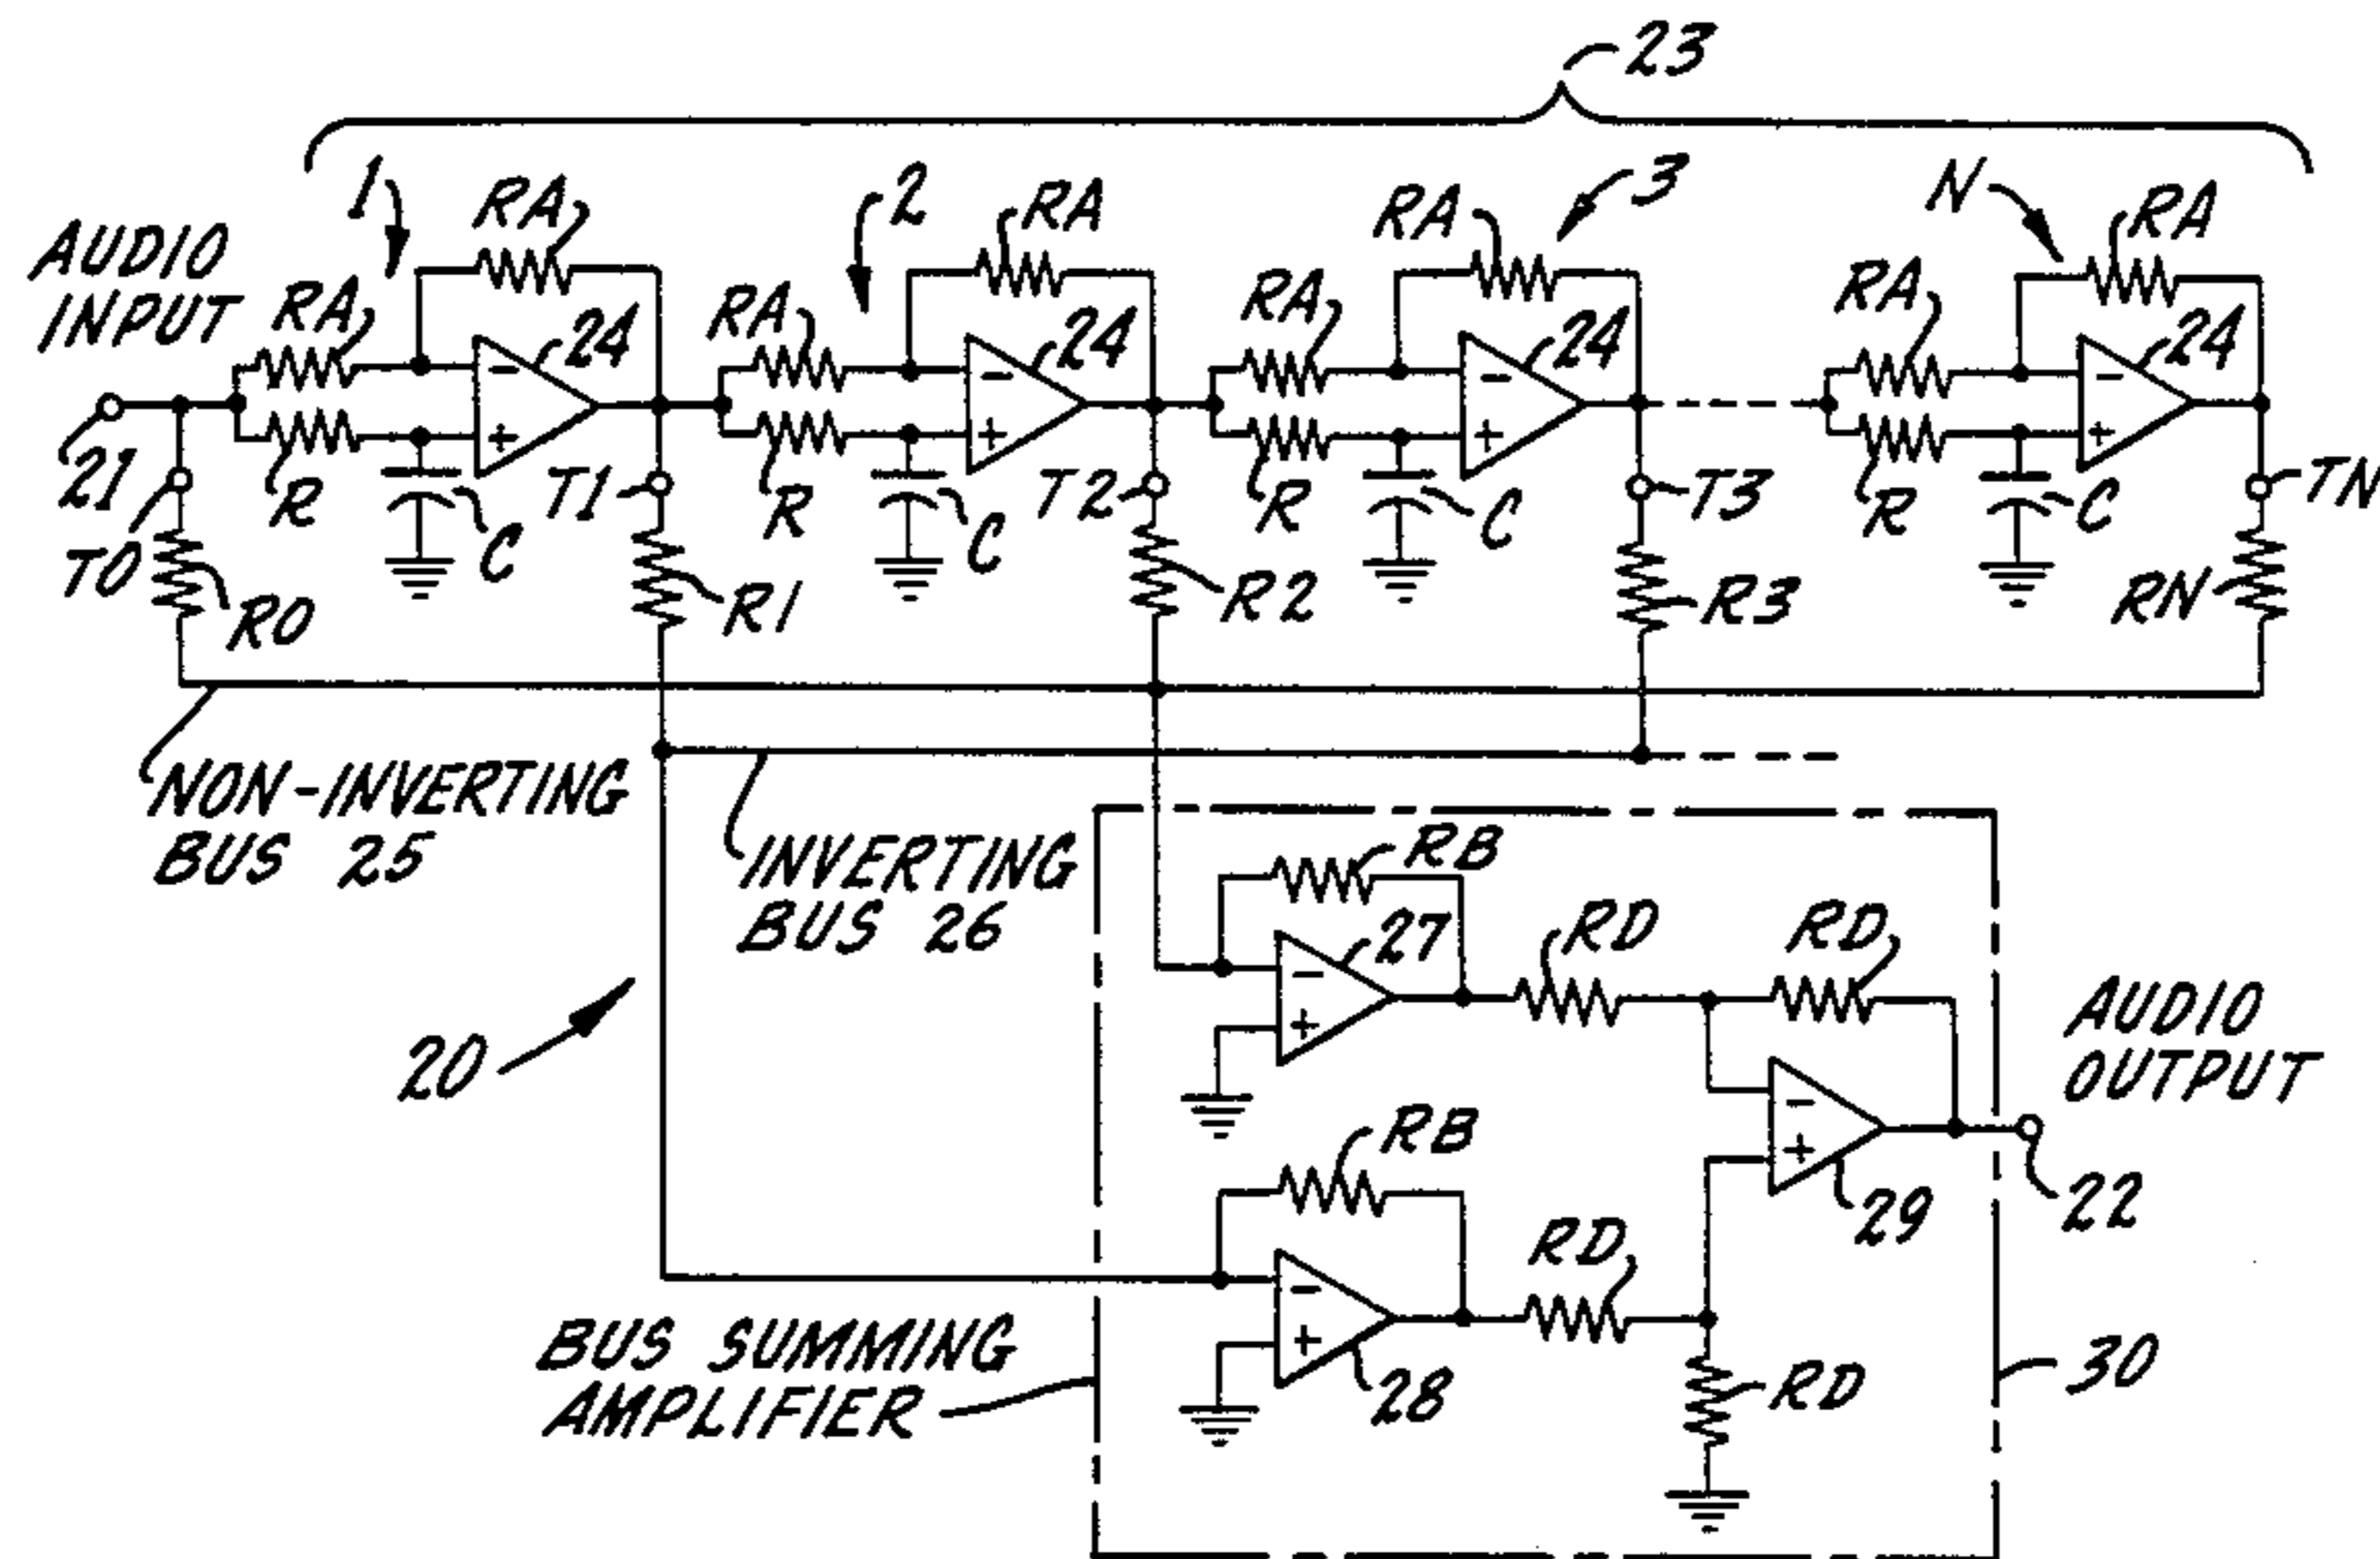 23
1
RA
2
RA
RA
3
N
RA
AUDIO
INPUT
RA
24
RA
24
RA
24
RA
24
-
+
-
+
-
+
-
+
21
T0
R
C
T1
R
C
T2
R
C
T3
R
C
TN
R0
R1
R2
R3
RN
NON-INVERTING
BUS 25
INVERTING
BUS 26
RB
27
RD
RD
-
+
AUDIO
OUTPUT
20
RB
-
+
29
22
RD
-
+
28
BUS SUMMING
AMPLIFIER
RD
30